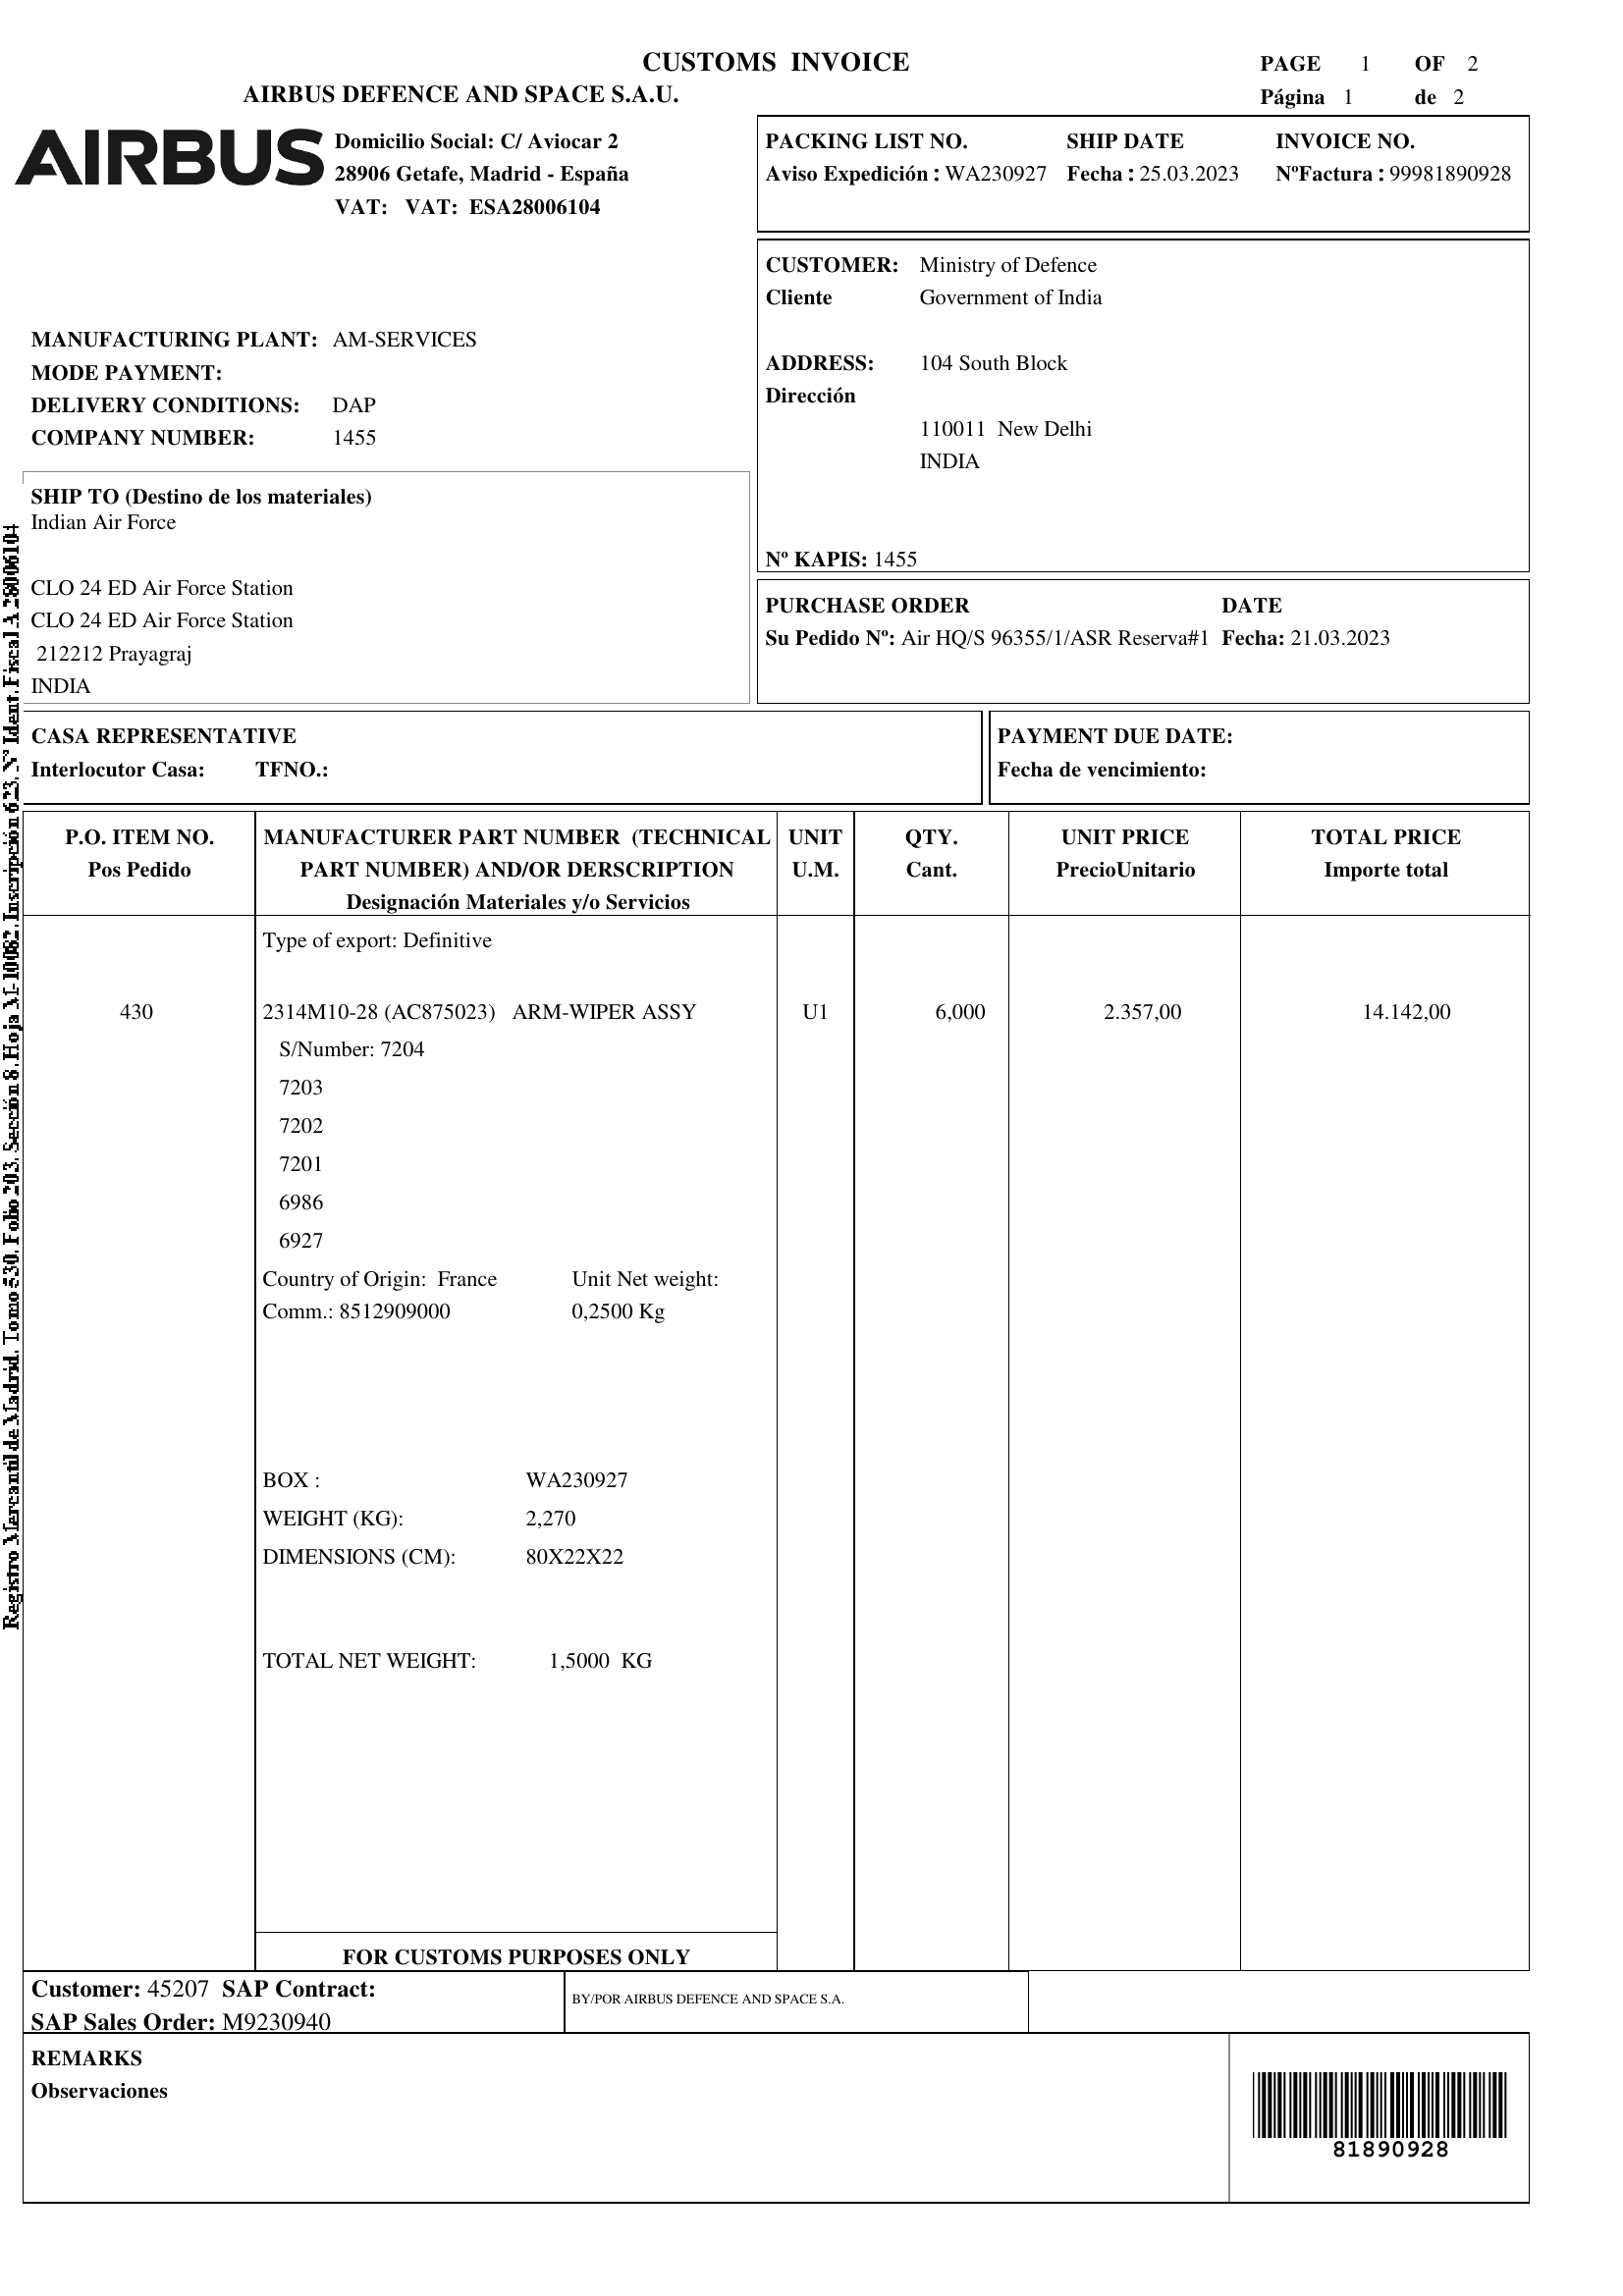 CUSTOMS INVOICE
PAGE 1 OF 2
AIRBUS DEFENCE AND SPACE S.A.U.
Página 1 de 2
AIRBUS
Domicilio Social: C/ Aviocar 2
28906 Getafe, Madrid - España
VAT: VAT: ESA28006104
PACKING LIST NO. SHIP DATE INVOICE NO.
Aviso Expedición : WA230927 Fecha : 25.03.2023 NºFactura : 99981890928
CUSTOMER: Ministry of Defence
Cliente Government of India
ADDRESS: 104 South Block
Dirección
110011 New Delhi
INDIA
Nº KAPIS: 1455
MANUFACTURING PLANT: AM-SERVICES
MODE PAYMENT:
DELIVERY CONDITIONS: DAP
COMPANY NUMBER: 1455
SHIP TO (Destino de los materiales)
Indian Air Force
CLO 24 ED Air Force Station
CLO 24 ED Air Force Station
212212 Prayagraj
INDIA
PURCHASE ORDER DATE
Su Pedido Nº: Air HQ/S 96355/1/ASR Reserva#1 Fecha: 21.03.2023
CASA REPRESENTATIVE
Interlocutor Casa: TFNO.:
PAYMENT DUE DATE:
Fecha de vencimiento:
P.O. ITEM NO. MANUFACTURER PART NUMBER (TECHNICAL UNIT QTY. UNIT PRICE TOTAL PRICE
Pos Pedido PART NUMBER) AND/OR DERSCRIPTION U.M. Cant. PrecioUnitario Importe total
Designación Materiales y/o Servicios
Type of export: Definitive
430 2314M10-28 (AC875023) ARM-WIPER ASSY U1 6,000 2.357,00 14.142,00
S/Number: 7204
7203
7202
7201
6986
6927
Country of Origin: France Unit Net weight:
Comm.: 8512909000 0,2500 Kg
BOX : WA230927
WEIGHT (KG): 2,270
DIMENSIONS (CM): 80X22X22
TOTAL NET WEIGHT: 1,5000 KG
FOR CUSTOMS PURPOSES ONLY
Customer: 45207 SAP Contract:
SAP Sales Order: M9230940
BY/POR AIRBUS DEFENCE AND SPACE S.A.
REMARKS
Observaciones
81890928
Registro Mercantil de Madrid, Tomo 530, Folio 203, Sección 8, Hoja M-10082, Inscripción 623, Nº Ident. Fiscal A 28006104